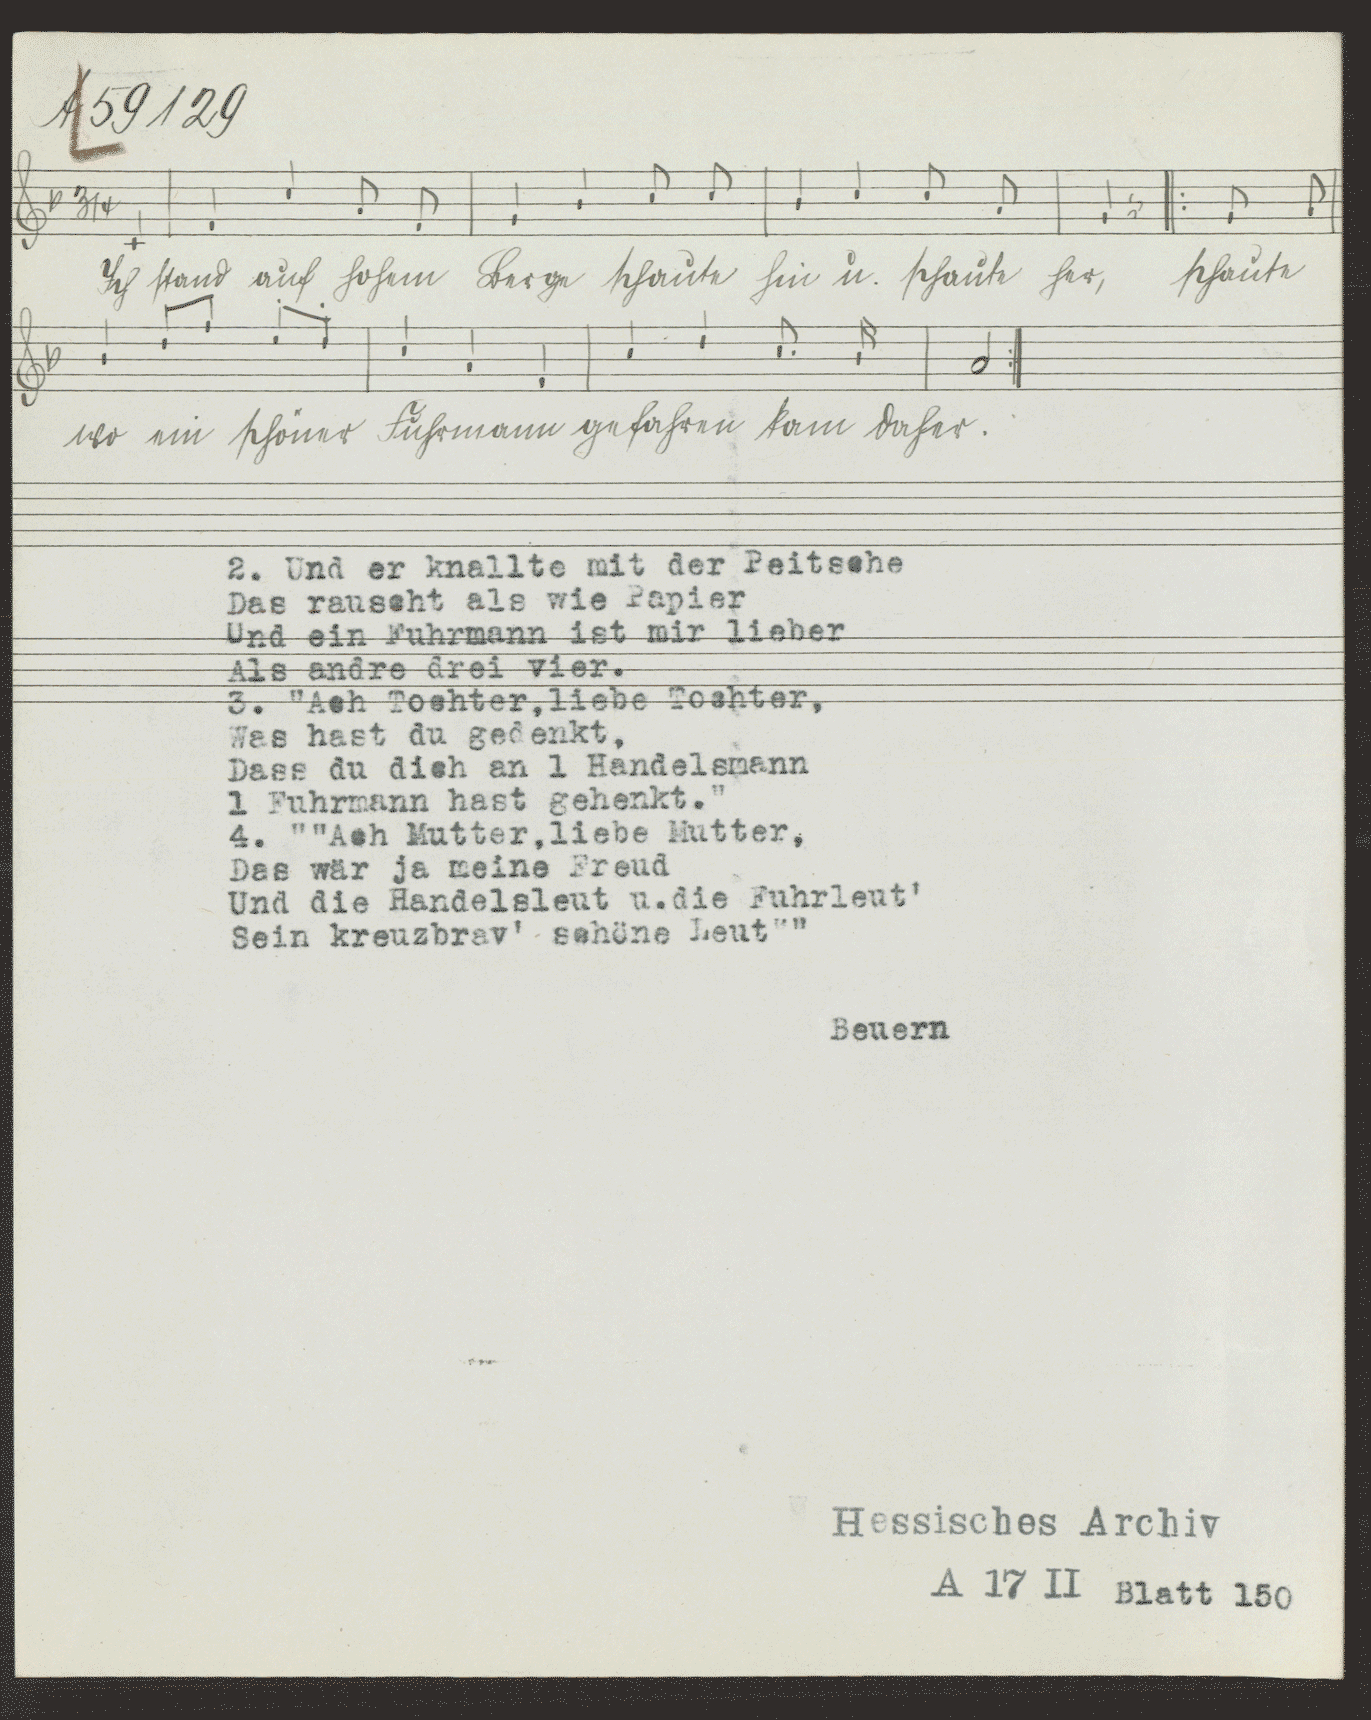 A 59129
3/4
Ich stand auf hohem Berge schaute hin u. schaute her, schaute
wo ein schöner Fuhrmann gefahren kam daher.
2. Und er knallte mit der Peitsche
Das rauscht als wie Papier
Und ein Fuhrmann ist mir lieber
Als andre drei vier.
3. "Ach Tochter,liebe Tochter,
Was hast du gedenkt,
Dass du dich an 1 Handelsmann
1 Fuhrmann hast gehenkt."
4. ""Ach Mutter,liebe Mutter,
Das wär ja meine Freud
Und die Handelsleut u.die Fuhrleut'
Sein kreuzbrav' schöne Leut""
Beuern
Hessisches Archiv
A 17 II Blatt 150